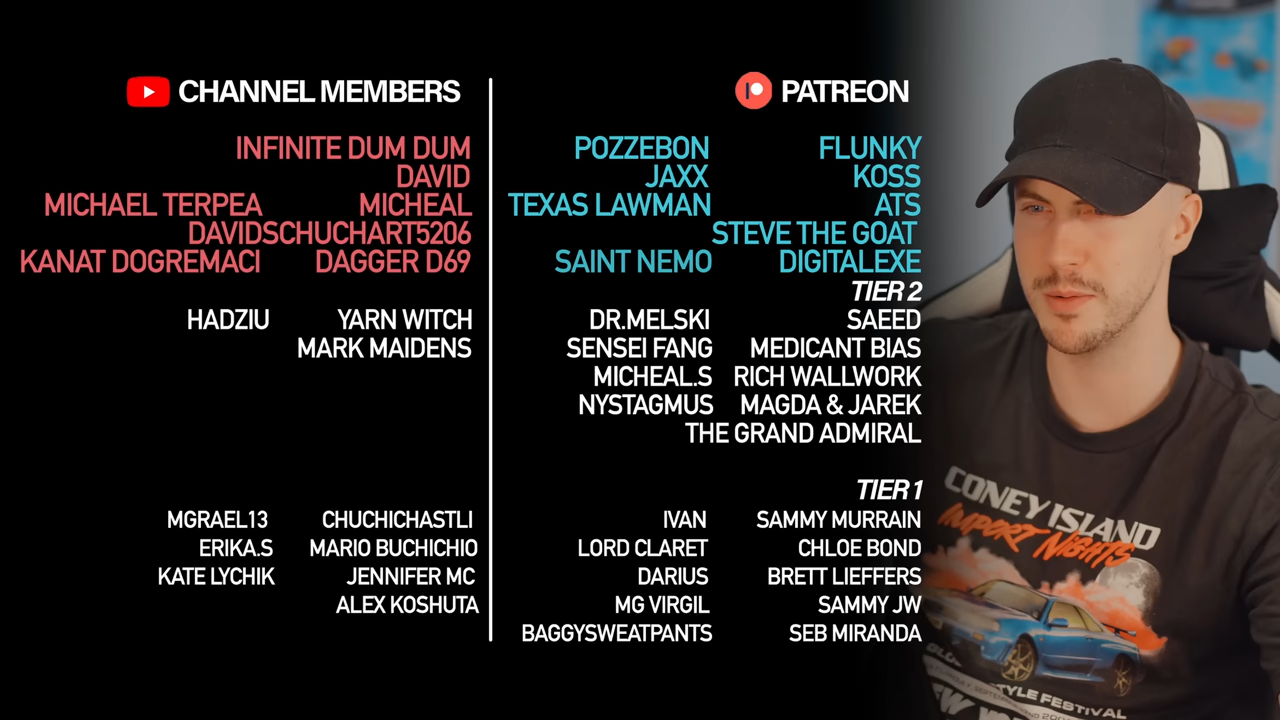 CHANNEL MEMBERS
INFINITE DUM DUM
DAVID
MICHAEL TERPEA MICHEAL
DAVIDSCHUCHART5206
KANAT DOGREMACI DAGGER D69
HADZIU YARN WITCH
MARK MAIDENS
MGRAEL13 CHUCHICHASTLI
ERIKA.S MARIO BUCHICHIO
KATE LYCHIK JENNIFER MC
ALEX KOSHUTA
PATREON
POZZEBON FLUNKY
JAXX KOSS
TEXAS LAWMAN ATS
STEVE THE GOAT
SAINT NEMO DIGITALEXE
TIER 2
DR.MELSKI SAEED
SENSEI FANG MEDICANT BIAS
MICHEAL.S RICH WALLWORK
NYSTAGMUS MAGDA & JAREK
THE GRAND ADMIRAL
TIER 1
IVAN SAMMY MURRAIN
LORD CLARET CHLOE BOND
DARIUS BRETT LIEFFERS
MG VIRGIL SAMMY JW
BAGGYSWEATPANTS SEB MIRANDA
CONEY ISLAND
IMPORT NIGHTS
STYLE FESTIVAL